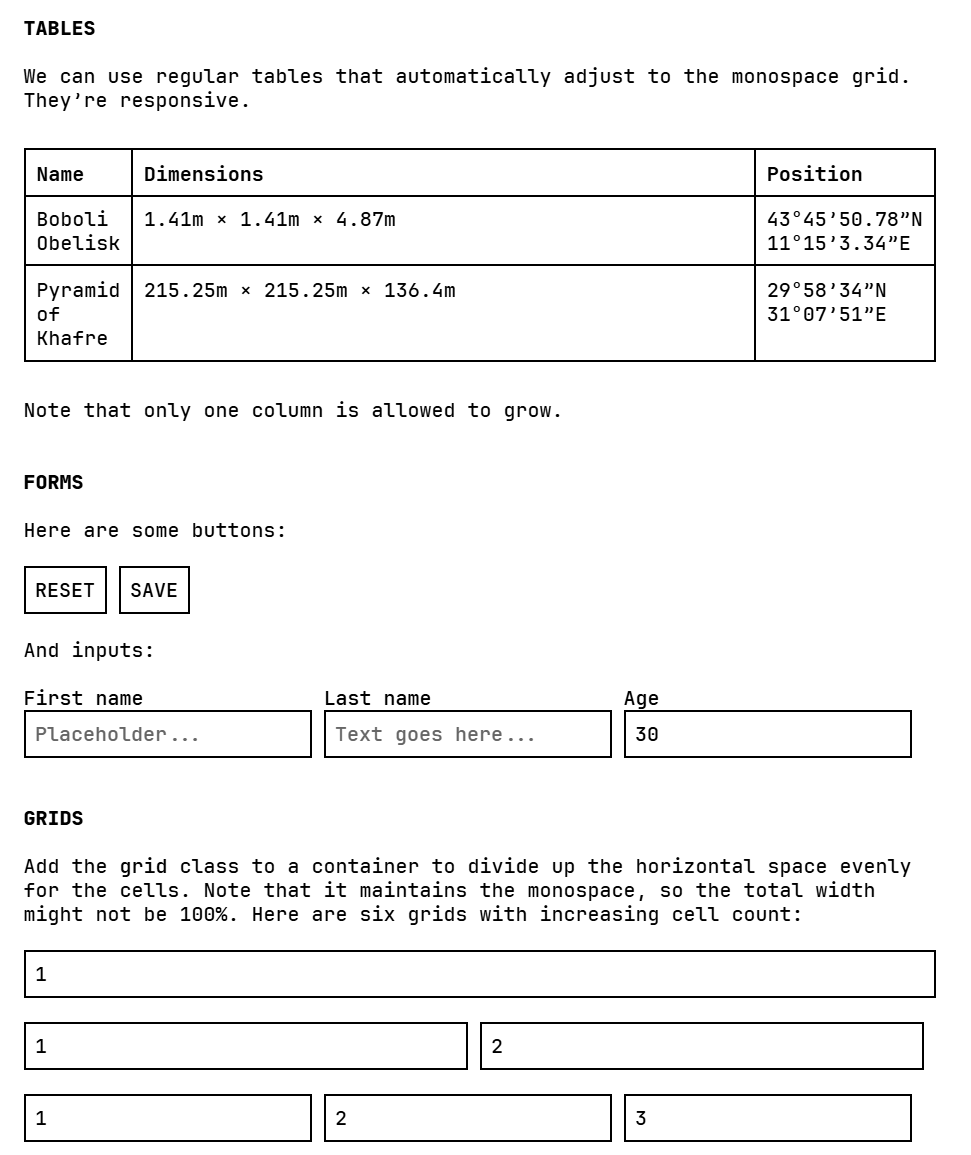 TABLES
We can use regular tables that automatically adjust to the monospace grid.
They’re responsive.
Name Dimensions Position
Boboli 1.41m × 1.41m × 4.87m 43°45’50.78”N
Obelisk 11°15’3.34”E
Pyramid 215.25m × 215.25m × 136.4m 29°58’34”N
of 31°07’51”E
Khafre
Note that only one column is allowed to grow.
FORMS
Here are some buttons:
RESET SAVE
And inputs:
First name Last name Age
Placeholder... Text goes here... 30
GRIDS
Add the grid class to a container to divide up the horizontal space evenly
for the cells. Note that it maintains the monospace, so the total width
might not be 100%. Here are six grids with increasing cell count:
1
1 2
1 2 3